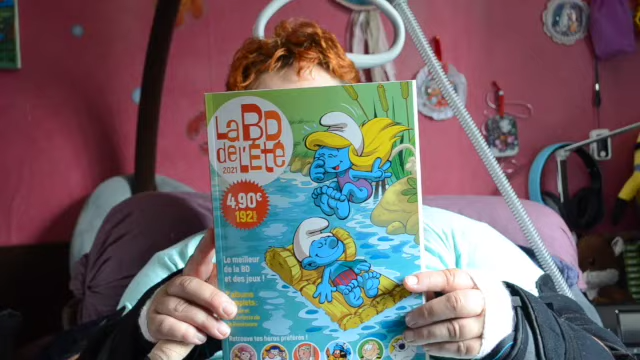 La BD
de l'Été
2021
4,90€
192
Le meilleur
de la BD
et des jeux !
Retrouve tes héros préférés !